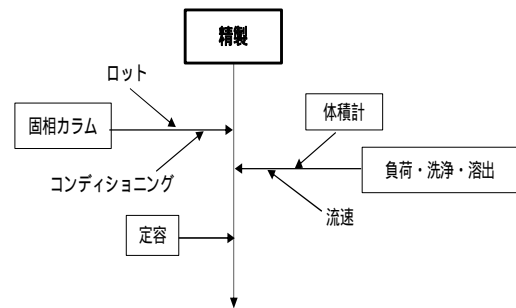 精製
ロット
固相カラム
体積計
コンディショニング
負荷・洗浄・溶出
流速
定容